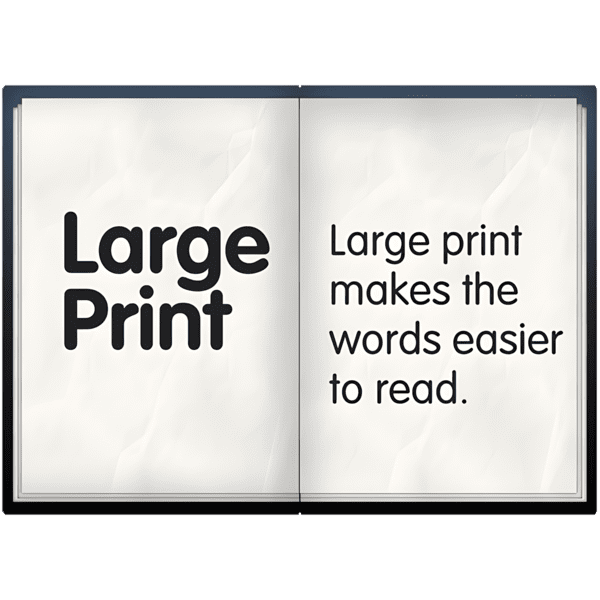 Large
Print
Large print
makes the
words easier
to read.